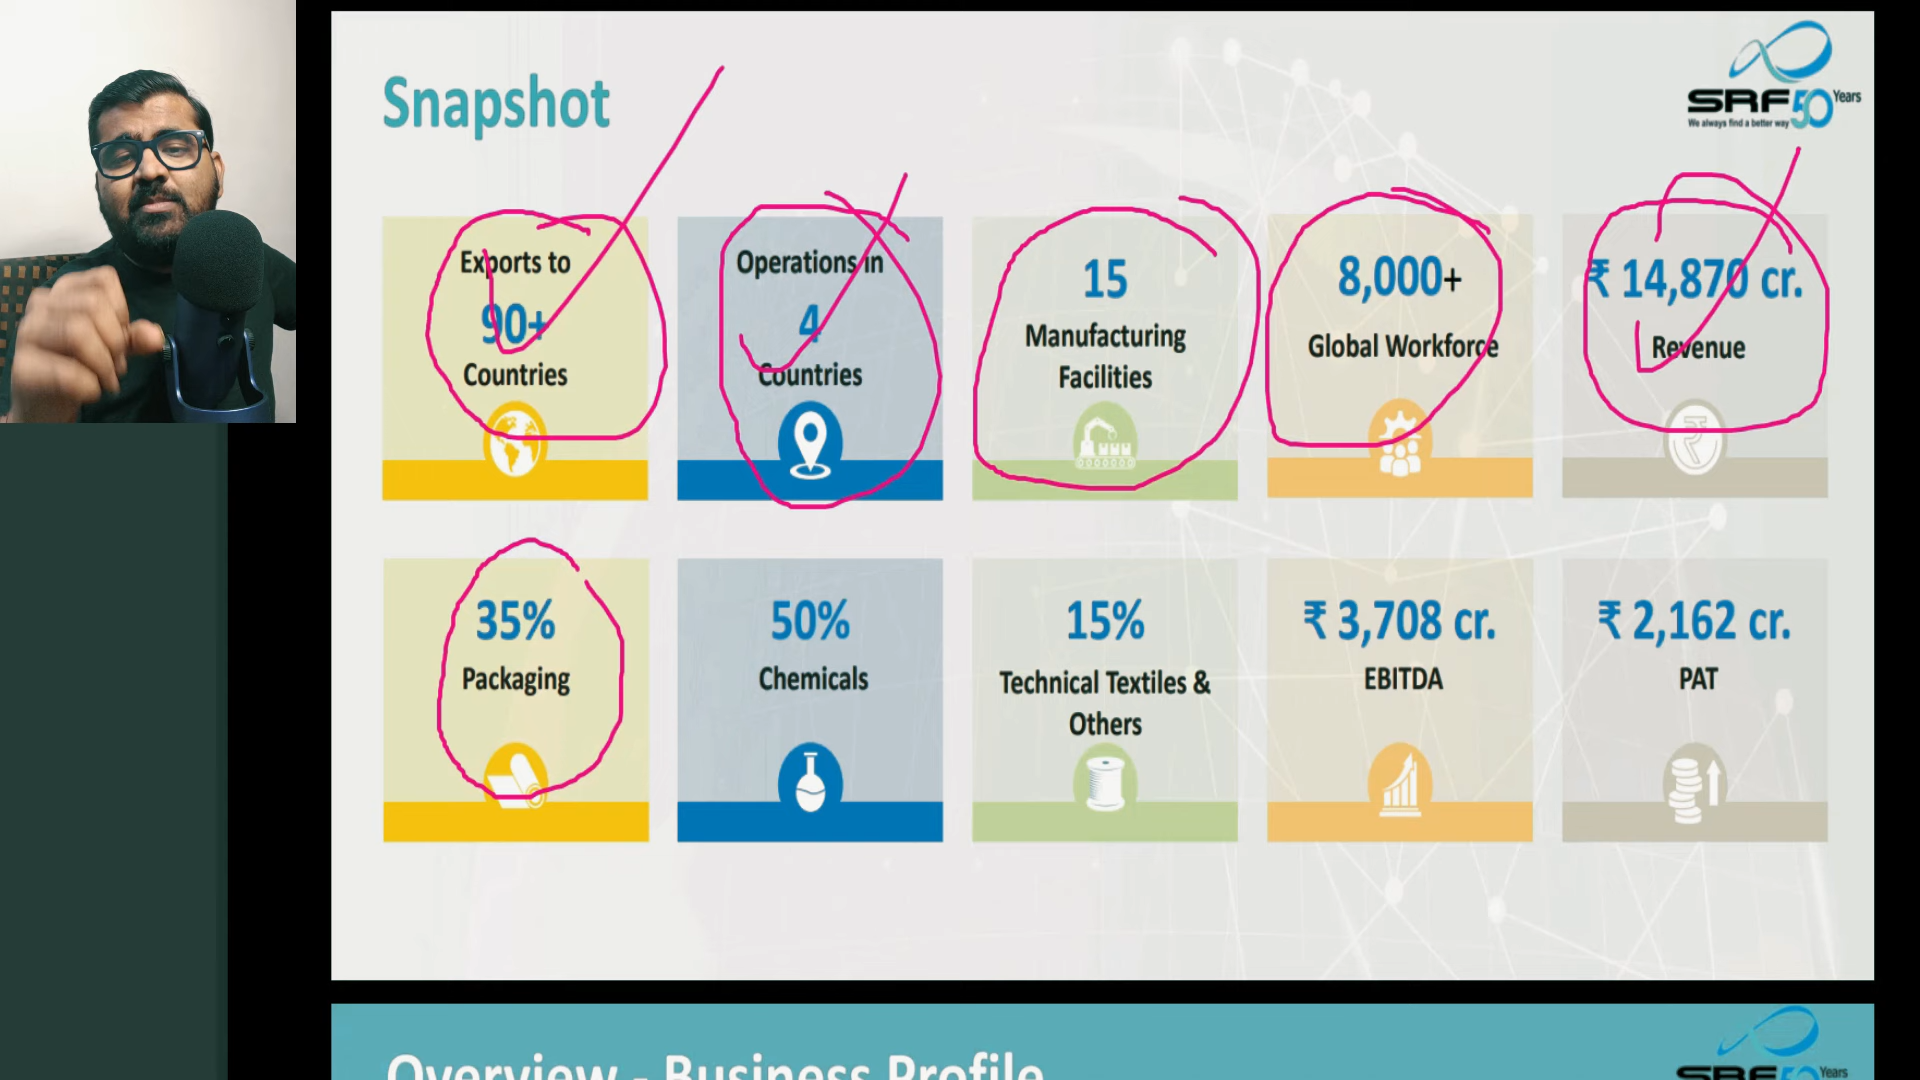 Snapshot
SRF 50 Years
We always find a better way
Exports to
90+
Countries
Operations in
4
Countries
15
Manufacturing
Facilities
8,000+
Global Workforce
₹ 14,870 cr.
Revenue
35%
Packaging
50%
Chemicals
15%
Technical Textiles &
Others
₹ 3,708 cr.
EBITDA
₹ 2,162 cr.
PAT
Overview - Business Profile
SRF 50 Years